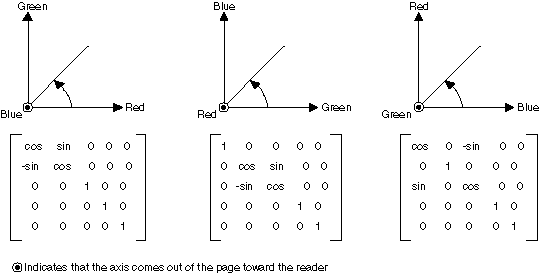 Green Blue Red
Blue Red Red Green Green Blue
cos sin 0 0 0 1 0 0 0 0 cos 0 -sin 0 0
-sin cos 0 0 0 0 cos sin 0 0 0 1 0 0 0
0 0 1 0 0 0 -sin cos 0 0 sin 0 cos 0 0
0 0 0 1 0 0 0 0 1 0 0 0 0 1 0
0 0 0 0 1 0 0 0 0 1 0 0 0 0 1
Indicates that the axis comes out of the page toward the reader